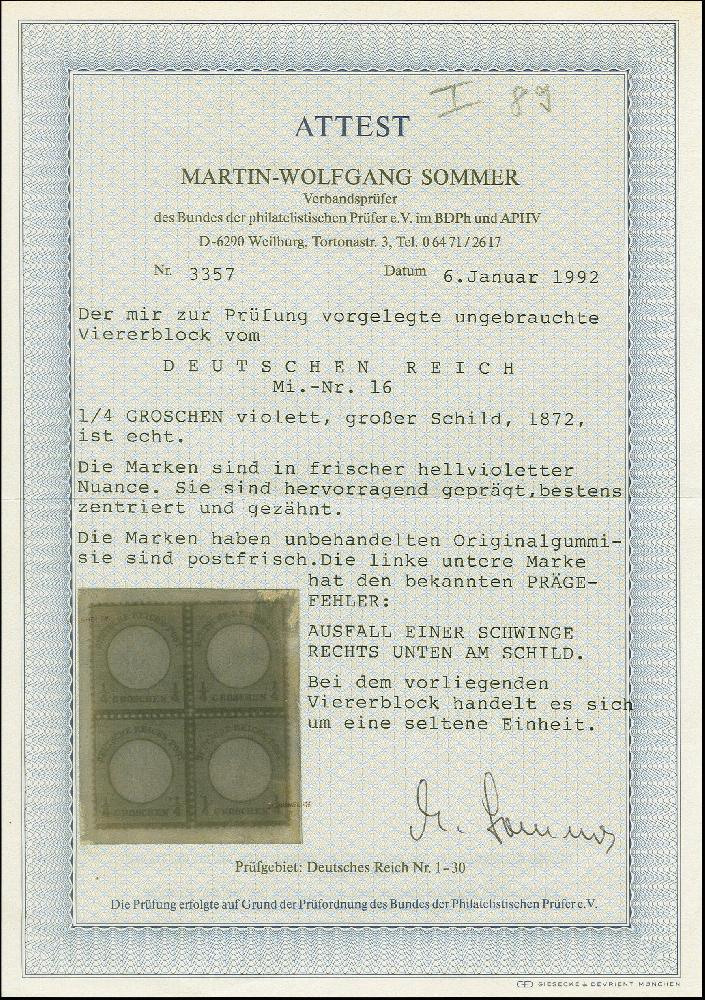 I 89
ATTEST
MARTIN-WOLFGANG SOMMER
Verbandsprüfer
des Bundes der philatelistischen Prüfer e.V. im BDPh und APHV
D-6290 Weilburg, Tortonastr. 3, Tel. 06471/2617
Nr. 3357 Datum 6.Januar 1992
Der mir zur Prüfung vorgelegte ungebrauchte
Viererblock vom
DEUTSCHEN REICH
Mi.-Nr. 16
1/4 GROSCHEN violett, großer Schild, 1872,
ist echt.
Die Marken sind in frischer hellvioletter
Nuance. Sie sind hervorragend geprägt,bestens
zentriert und gezähnt.
Die Marken haben unbehandelten Originalgummi-
sie sind postfrisch.Die linke untere Marke
hat den bekannten PRÄGE-
FEHLER:
AUSFALL EINER SCHWINGE
RECHTS UNTEN AM SCHILD.
Bei dem vorliegenden
Viererblock handelt es sich
um eine seltene Einheit.
M. Sommer
Prüfgebiet: Deutsches Reich Nr. 1-30
Die Prüfung erfolgte auf Grund der Prüfordnung des Bundes der Philatelistischen Prüfer e.V.
GIESECKE & DEVRIENT MÜNCHEN